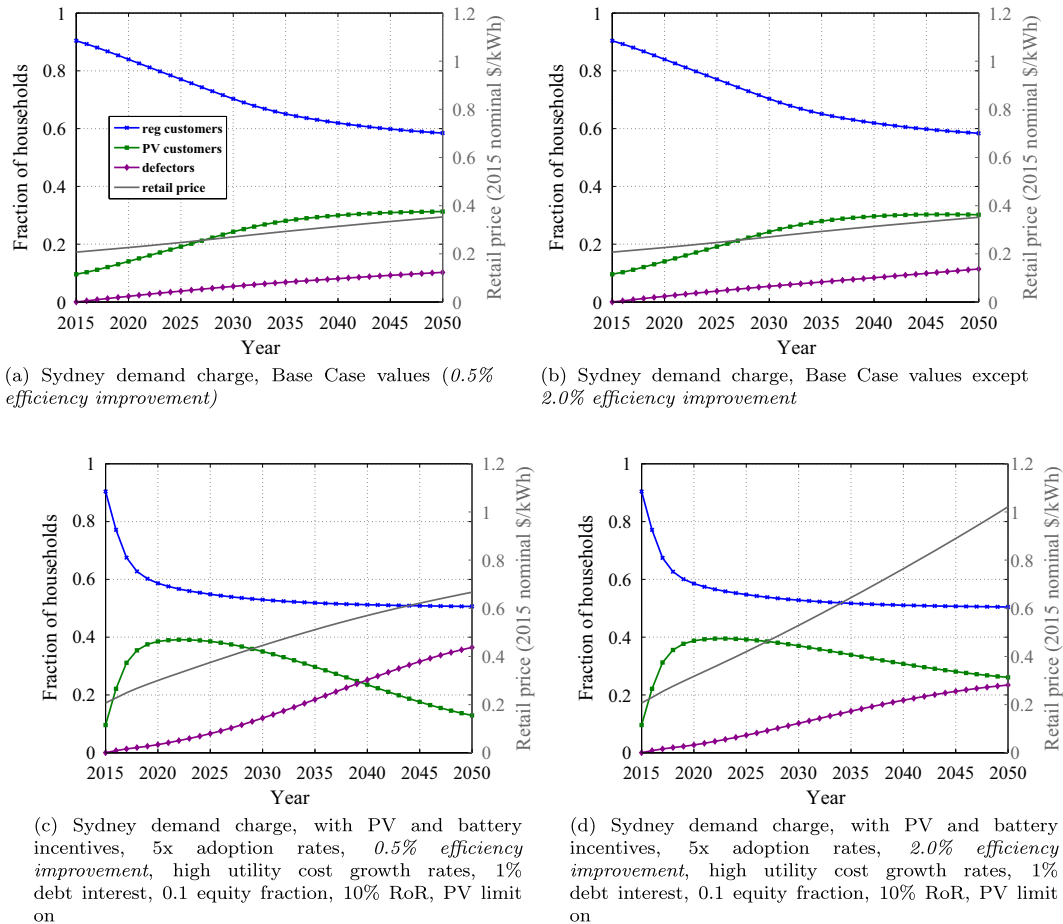 1
0.8
0.6
0.4
0.2
0
Fraction of households
2015 2020 2025 2030 2035 2040 2045 2050
Year
1.2
1
0.8
0.6
0.4
0.2
0
Retail price (2015 nominal $/kWh)
reg customers
PV customers
defectors
retail price
(a) Sydney demand charge, Base Case values (0.5%
efficiency improvement)
1
0.8
0.6
0.4
0.2
0
Fraction of households
2015 2020 2025 2030 2035 2040 2045 2050
Year
1.2
1
0.8
0.6
0.4
0.2
0
Retail price (2015 nominal $/kWh)
(b) Sydney demand charge, Base Case values except
2.0% efficiency improvement
1
0.8
0.6
0.4
0.2
0
Fraction of households
2015 2020 2025 2030 2035 2040 2045 2050
Year
1.2
1
0.8
0.6
0.4
0.2
0
Retail price (2015 nominal $/kWh)
(c) Sydney demand charge, with PV and battery
incentives, 5x adoption rates, 0.5% efficiency
improvement, high utility cost growth rates, 1%
debt interest, 0.1 equity fraction, 10% RoR, PV limit
on
1
0.8
0.6
0.4
0.2
0
Fraction of households
2015 2020 2025 2030 2035 2040 2045 2050
Year
1.2
1
0.8
0.6
0.4
0.2
0
Retail price (2015 nominal $/kWh)
(d) Sydney demand charge, with PV and battery
incentives, 5x adoption rates, 2.0% efficiency
improvement, high utility cost growth rates, 1%
debt interest, 0.1 equity fraction, 10% RoR, PV limit
on